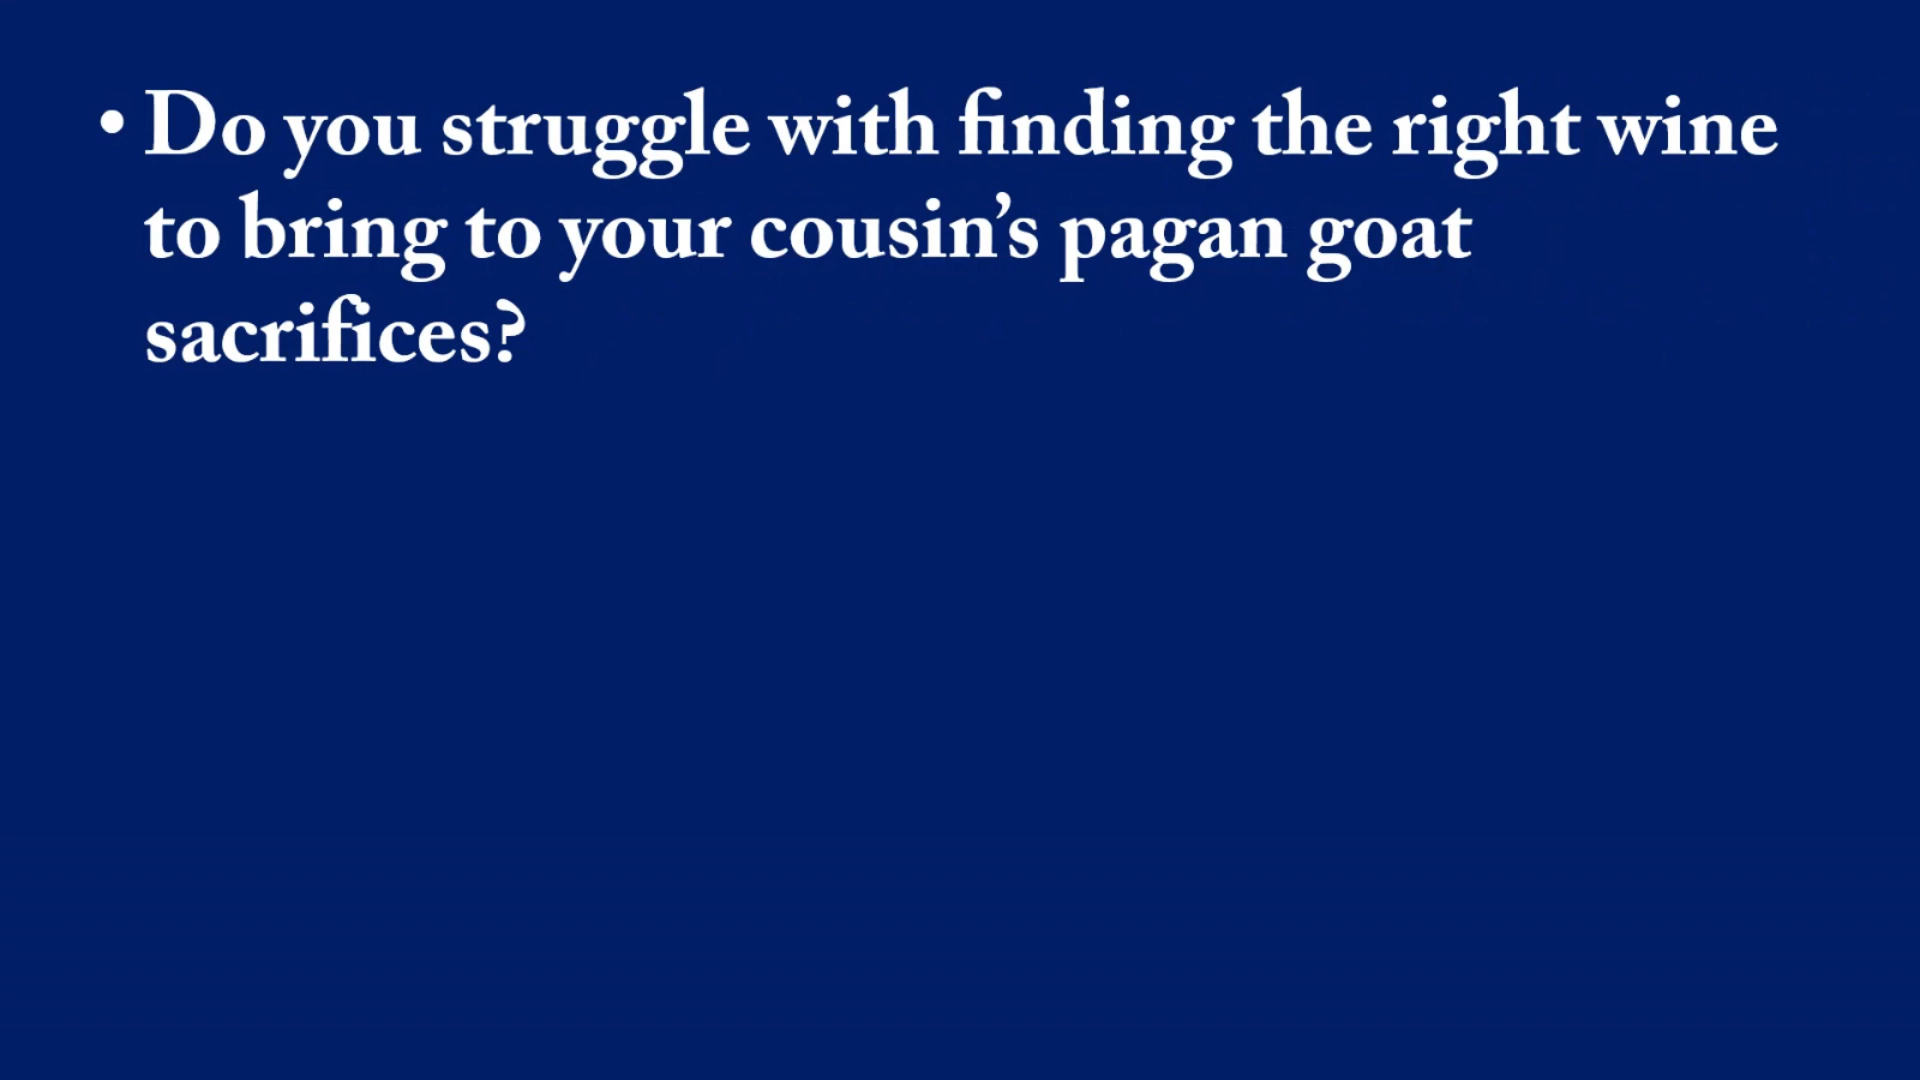 • Do you struggle with finding the right wine
to bring to your cousin’s pagan goat
sacrifices?